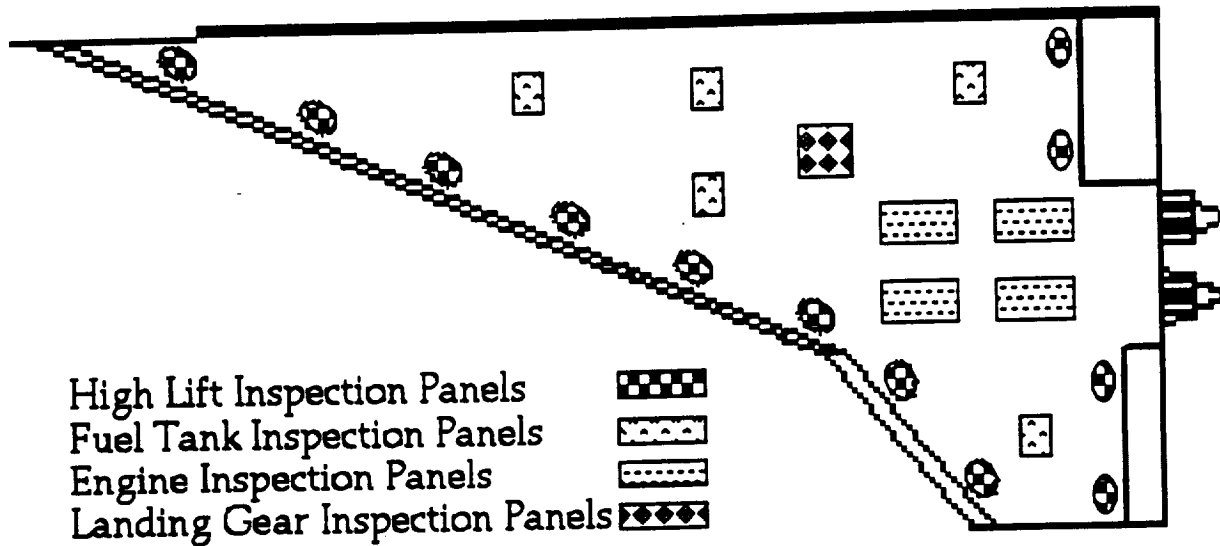 High Lift Inspection Panels
Fuel Tank Inspection Panels
Engine Inspection Panels
Landing Gear Inspection Panels